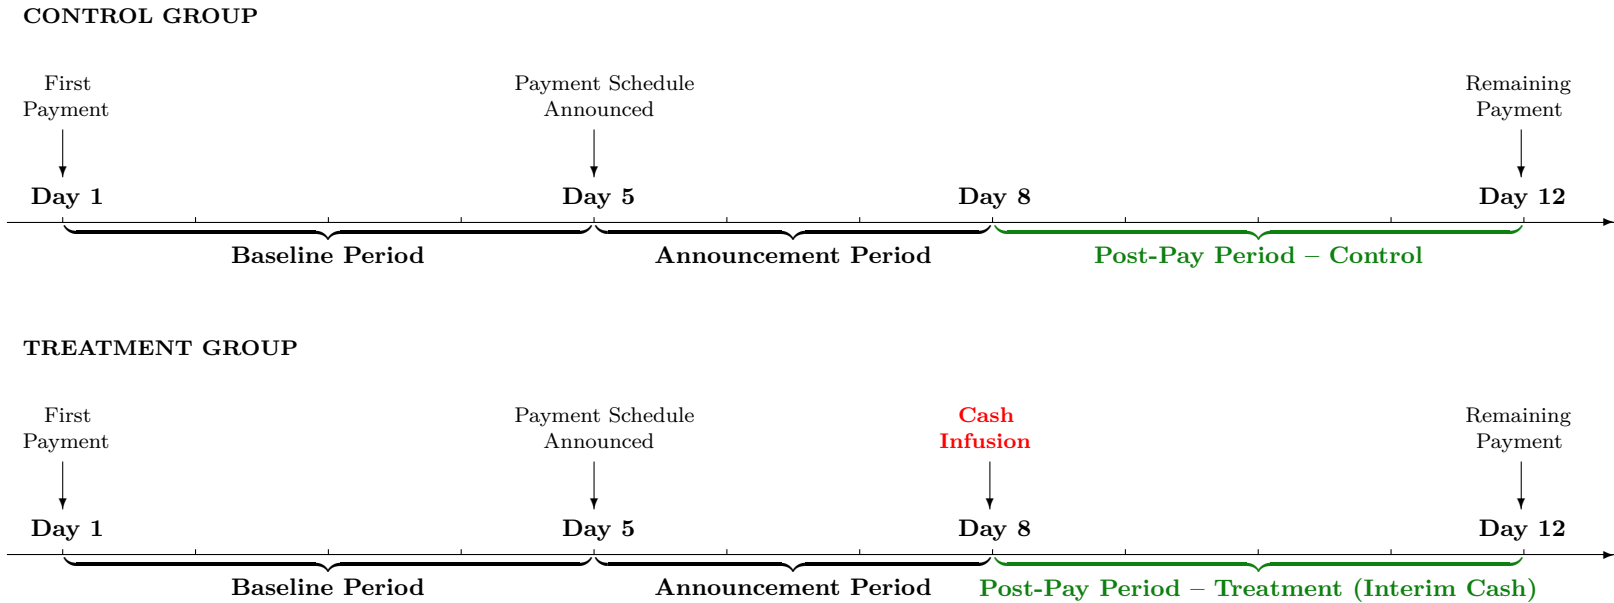 CONTROL GROUP
First Payment Schedule Remaining
Payment Announced Payment
Day 1 Day 5 Day 8 Day 12
Baseline Period Announcement Period Post-Pay Period – Control
TREATMENT GROUP
First Payment Schedule Cash Remaining
Payment Announced Infusion Payment
Day 1 Day 5 Day 8 Day 12
Baseline Period Announcement Period Post-Pay Period – Treatment (Interim Cash)